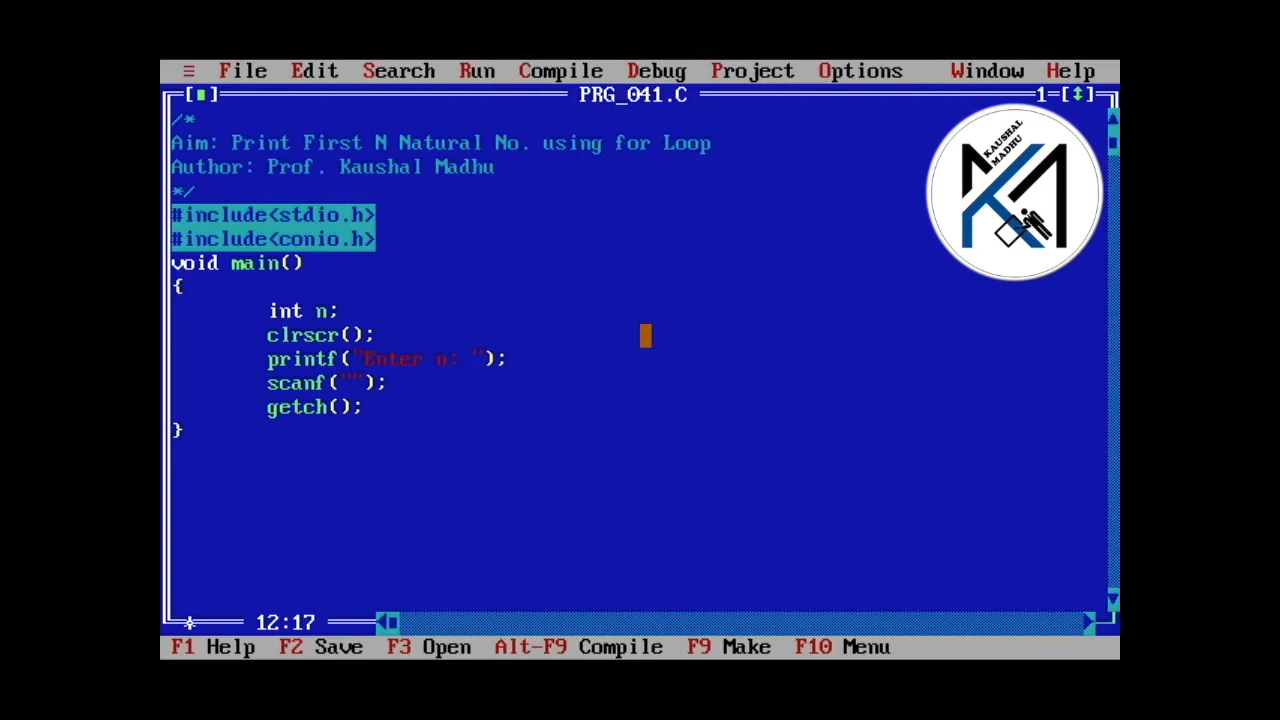 ≡ File Edit Search Run Compile Debug Project Options Window Help
[■] PRG_041.C 1=[↕]
/*
Aim: Print First N Natural No. using for Loop
Author: Prof. Kaushal Madhu
*/
#include<stdio.h>
#include<conio.h>
void main()
{
int n;
clrscr();
printf("Enter n: ");
scanf("");
getch();
}
* 12:17
F1 Help F2 Save F3 Open Alt-F9 Compile F9 Make F10 Menu
KAUSHAL
MADHU